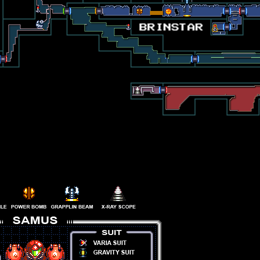 BRINSTAR
LE POWER BOMB GRAPPLIN BEAM X-RAY SCOPE
SAMUS
SUIT
VARIA SUIT
GRAVITY SUIT